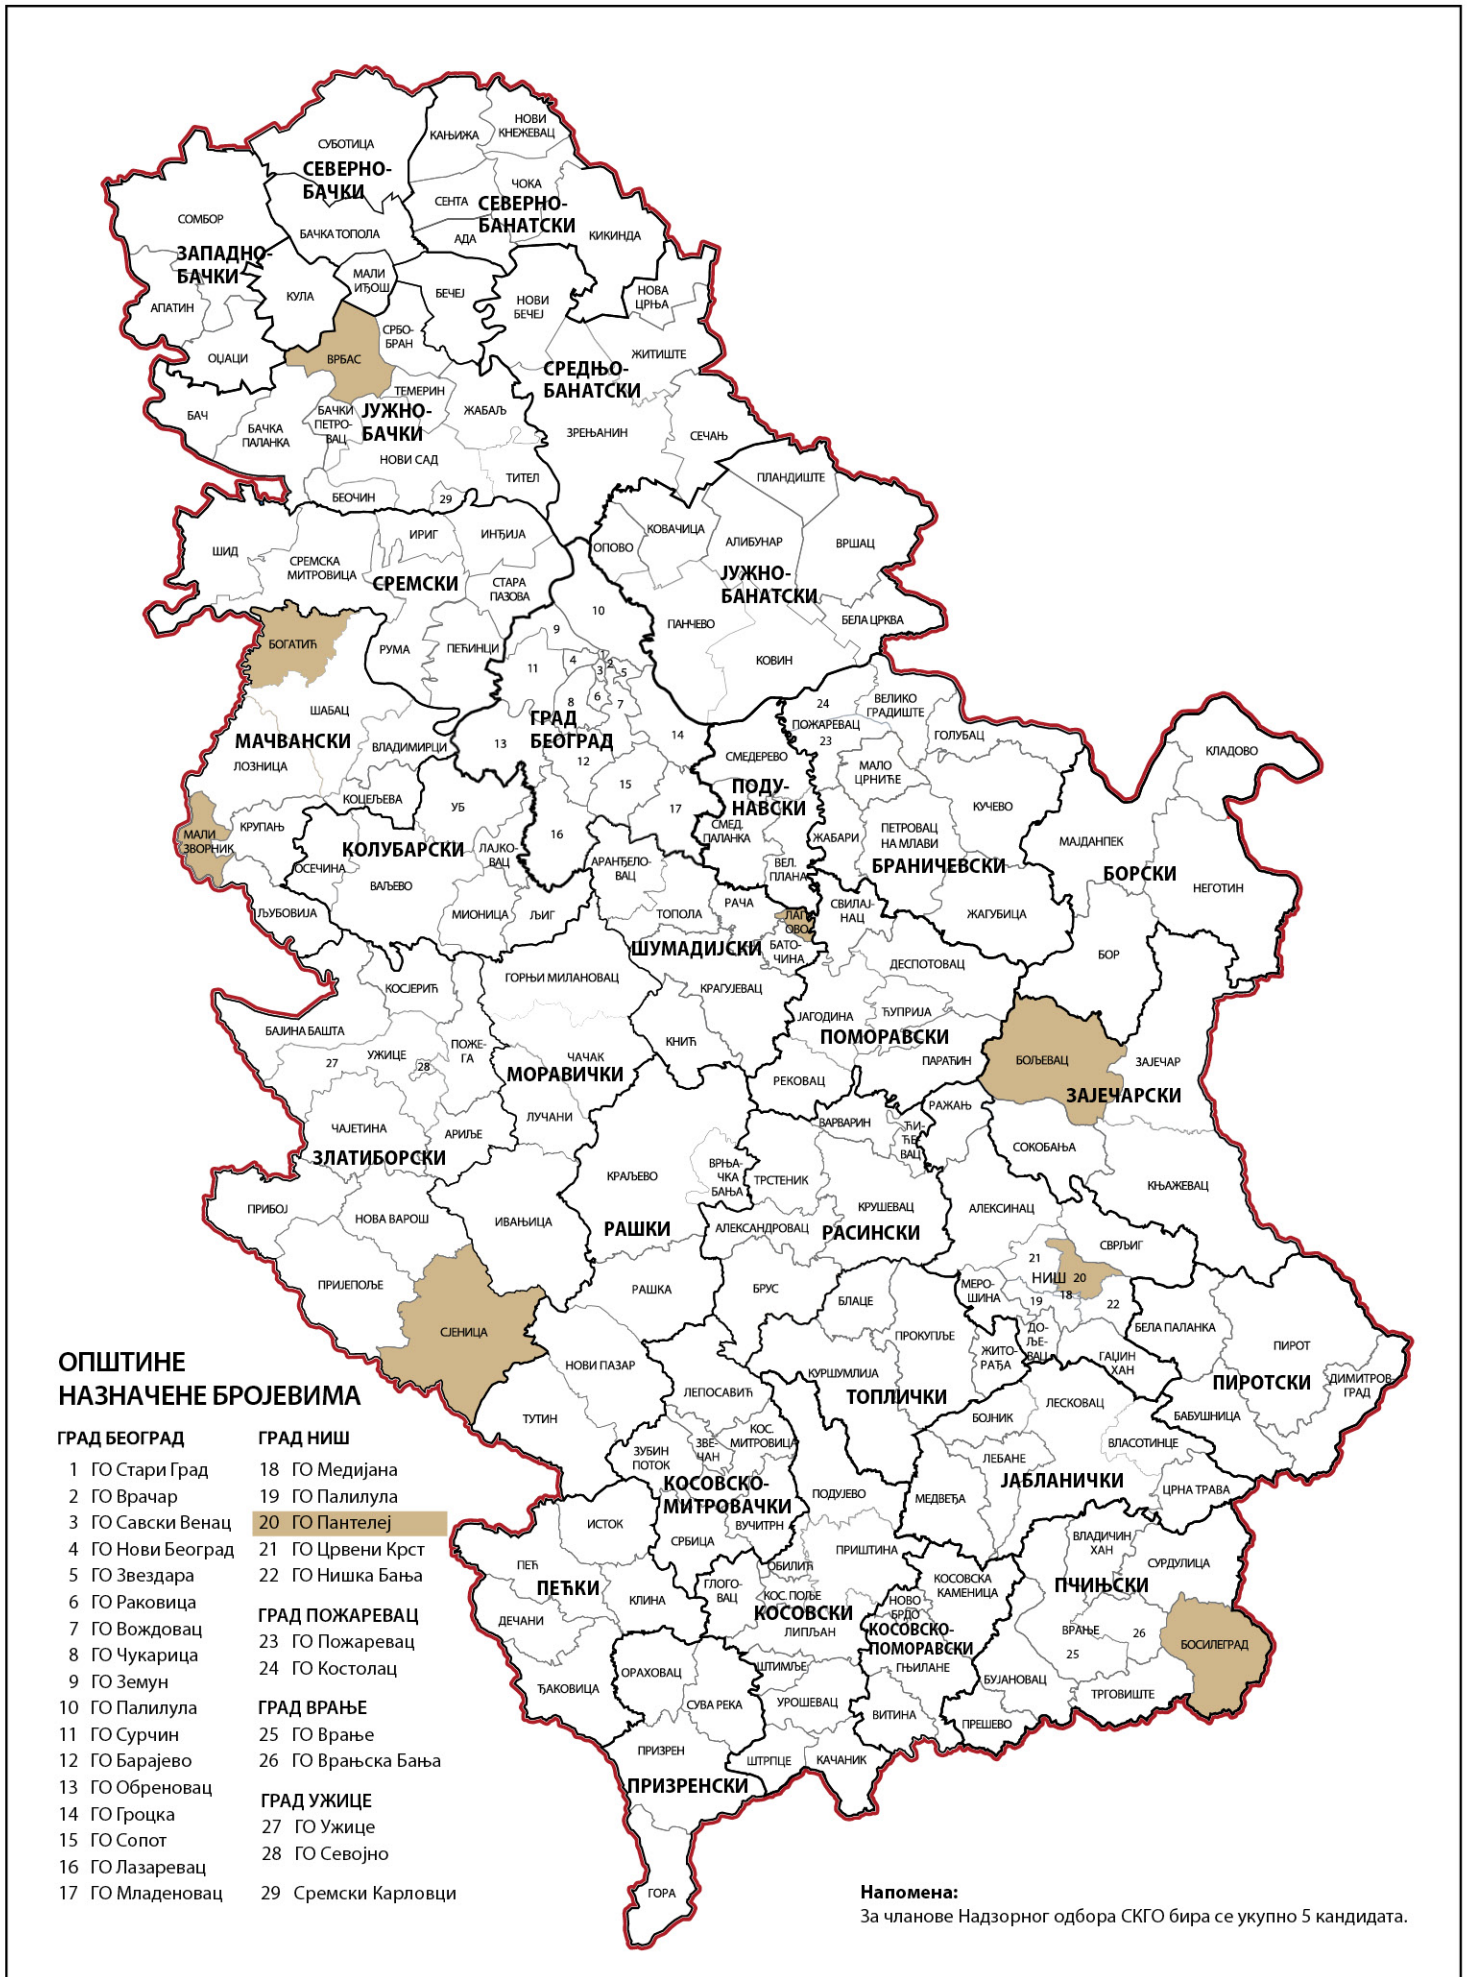 СУБОТИЦА
КАЊИЖА
НОВИ
КНЕЖЕВАЦ
СЕВЕРНО-
БАЧКИ
ЧОКА
СЕНТА
СЕВЕРНО-
БАНАТСКИ
СОМБОР
БАЧКА ТОПОЛА
АДА
КИКИНДА
ЗАПАДНО-
БАЧКИ
МАЛИ
ИЂОШ
КУЛА
БЕЧЕЈ
НОВИ
БЕЧЕЈ
НОВА
ЦРЊА
АПАТИН
СРБО-
БРАН
ОЏАЦИ
ВРБАС
ЖИТИШТЕ
СРЕДЊО-
БАНАТСКИ
ТЕМЕРИН
БАЧ
БАЧКА
ПАЛАНКА
БАЧКИ
ПЕТРО-
ВАЦ
ЈУЖНО-
БАЧКИ
ЖАБАЉ
ЗРЕЊАНИН
СЕЧАЊ
НОВИ САД
ТИТЕЛ
БЕОЧИН
29
ПЛАНДИШТЕ
ШИД
СРЕМСКА
МИТРОВИЦА
ИРИГ
ИНЂИЈА
ОПОВО
КОВАЧИЦА
АЛИБУНАР
ВРШАЦ
СРЕМСКИ
СТАРА
ПАЗОВА
ЈУЖНО-
БАНАТСКИ
10
ПАНЧЕВО
БЕЛА ЦРКВА
БОГАТИЋ
РУМА
ПЕЋИНЦИ
9
КОВИН
11
4
1
2
3
5
6
7
8
ШАБАЦ
ГРАД
БЕОГРАД
24
ПОЖАРЕВАЦ
23
ВЕЛИКО
ГРАДИШТЕ
ГОЛУБАЦ
МАЧВАНСКИ
ВЛАДИМИРЦИ
13
14
12
СМЕДЕРЕВО
КЛАДОВО
ЛОЗНИЦА
15
МАЛО
ЦРНИЋЕ
КОЦЕЉЕВА
УБ
17
ПОДУ-
НАВСКИ
КУЧЕВО
МАЛИ
ЗВОРНИК
КРУПАЊ
16
СМЕД.
ПАЛАНКА
ЖАБАРИ
ПЕТРОВАЦ
НА МЛАВИ
МАЈДАНПЕК
КОЛУБАРСКИ
ЛАЈКО-
ВАЦ
АРАНЂЕЛО-
ВАЦ
ВЕЛ.
ПЛАНА
БРАНИЧЕВСКИ
БОРСКИ
ОСЕЧИНА
ВАЉЕВО
НЕГОТИН
ЉУБОВИЈА
МИОНИЦА
ЉИГ
ТОПОЛА
РАЧА
СВИЛАЈ-
НАЦ
ЖАГУБИЦА
ЛАП
ОВО
ШУМАДИЈСКИ
БАТО-
ЧИНА
БОР
ГОРЊИ МИЛАНОВАЦ
ДЕСПОТОВАЦ
КОСЈЕРИЋ
КРАГУЈЕВАЦ
БАЈИНА БАШТА
ЈАГОДИНА
ЋУПРИЈА
ПОМОРАВСКИ
27
УЖИЦЕ
28
ПОЖЕ-
ГА
ЧАЧАК
КНИЋ
ПАРАЋИН
БОЉЕВАЦ
ЗАЈЕЧАР
МОРАВИЧКИ
РЕКОВАЦ
ЗАЈЕЧАРСКИ
ЧАЈЕТИНА
АРИЉЕ
ЛУЧАНИ
ВАРВАРИН
ЋИ-
ЋЕ-
ВАЦ
РАЖАЊ
ЗЛАТИБОРСКИ
СОКОБАЊА
КРАЉЕВО
ВРЊА-
ЧКА
БАЊА
ТРСТЕНИК
КЊАЖЕВАЦ
ПРИБОЈ
НОВА ВАРОШ
ИВАЊИЦА
РАШКИ
АЛЕКСАНДРОВАЦ
КРУШЕВАЦ
РАСИНСКИ
АЛЕКСИНАЦ
21
СВРЉИГ
ПРИЈЕПОЉЕ
НИШ
20
РАШКА
БРУС
БЛАЦЕ
МЕРО-
ШИНА
19
18
22
СЈЕНИЦА
ПРОКУПЉЕ
ДО-
ЉЕ-
ВАЦ
БЕЛА ПАЛАНКА
ПИРОТ
НОВИ ПАЗАР
КУРШУМЛИЈА
ЖИТО-
РАЂА
ГАЏИН
ХАН
ПИРОТСКИ
ДИМИТРОВ-
ГРАД
ТОПЛИЧКИ
ЛЕПОСАВИЋ
ТУТИН
БОЈНИК
ЛЕСКОВАЦ
БАБУШНИЦА
ЗУБИН
ПОТОК
ЗВЕ-
ЧАН
КОС.
МИТРОВИЦА
ЛЕБАНЕ
ВЛАСОТИНЦЕ
КОСОВСКО-
МИТРОВАЧКИ
ПОДУЈЕВО
МЕДВЕЂА
ЈАБЛАНИЧКИ
ЦРНА ТРАВА
ИСТОК
СРБИЦА
ВУЧИТРН
ПРИШТИНА
ВЛАДИЧИН
ХАН
СУРДУЛИЦА
ПЕЋ
ОБИЛИЋ
ПЕЋКИ
КЛИНА
ГЛОГО-
ВАЦ
КОС. ПОЉЕ
КОСОВСКА
КАМЕНИЦА
ПЧИЊСКИ
КОСОВСКИ
НОВО
БРДО
ДЕЧАНИ
ЛИПЉАН
КОСОВСКО-
ПОМОРАВСКИ
ВРАЊЕ
25
26
БОСИЛЕГРАД
ЂАКОВИЦА
ОРАХОВАЦ
ШТИМЉЕ
ГЊИЛАНЕ
БУЈАНОВАЦ
СУВА РЕКА
УРОШЕВАЦ
ВИТИНА
ТРГОВИШТЕ
ПРЕШЕВО
ПРИЗРЕН
ШТРПЦЕ
КАЧАНИК
ПРИЗРЕНСКИ
ГОРА
ОПШТИНЕ
НАЗНАЧЕНЕ БРОЈЕВИМА
ГРАД БЕОГРАД
1 ГО Стари Град
2 ГО Врачар
3 ГО Савски Венац
4 ГО Нови Београд
5 ГО Звездара
6 ГО Раковица
7 ГО Вождовац
8 ГО Чукарица
9 ГО Земун
10 ГО Палилула
11 ГО Сурчин
12 ГО Барајево
13 ГО Обреновац
14 ГО Гроцка
15 ГО Сопот
16 ГО Лазаревац
17 ГО Младеновац
ГРАД НИШ
18 ГО Медијана
19 ГО Палилула
20 ГО Пантелеј
21 ГО Црвени Крст
22 ГО Нишка Бања
ГРАД ПОЖАРЕВАЦ
23 ГО Пожаревац
24 ГО Костолац
ГРАД ВРАЊЕ
25 ГО Врање
26 ГО Врањска Бања
ГРАД УЖИЦЕ
27 ГО Ужице
28 ГО Севојно
29 Сремски Карловци
Напомена:
За чланове Надзорног одбора СКГО бира се укупно 5 кандидата.